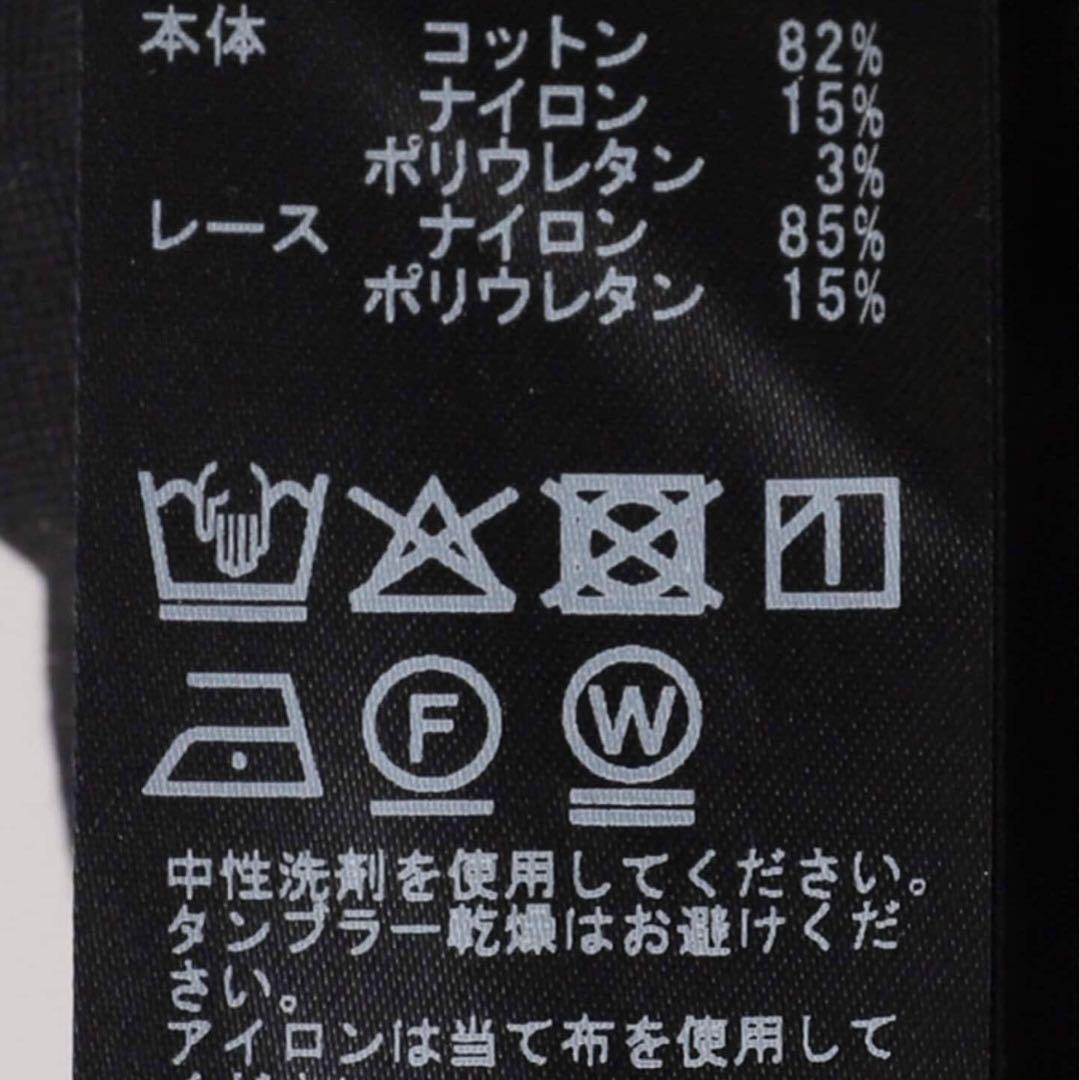 本体 コットン 82%
ナイロン 15%
ポリウレタン 3%
レース ナイロン 85%
ポリウレタン 15%
F W
中性洗剤を使用してください。
タンブラー乾燥はお避けくだ
さい。
アイロンは当て布を使用して